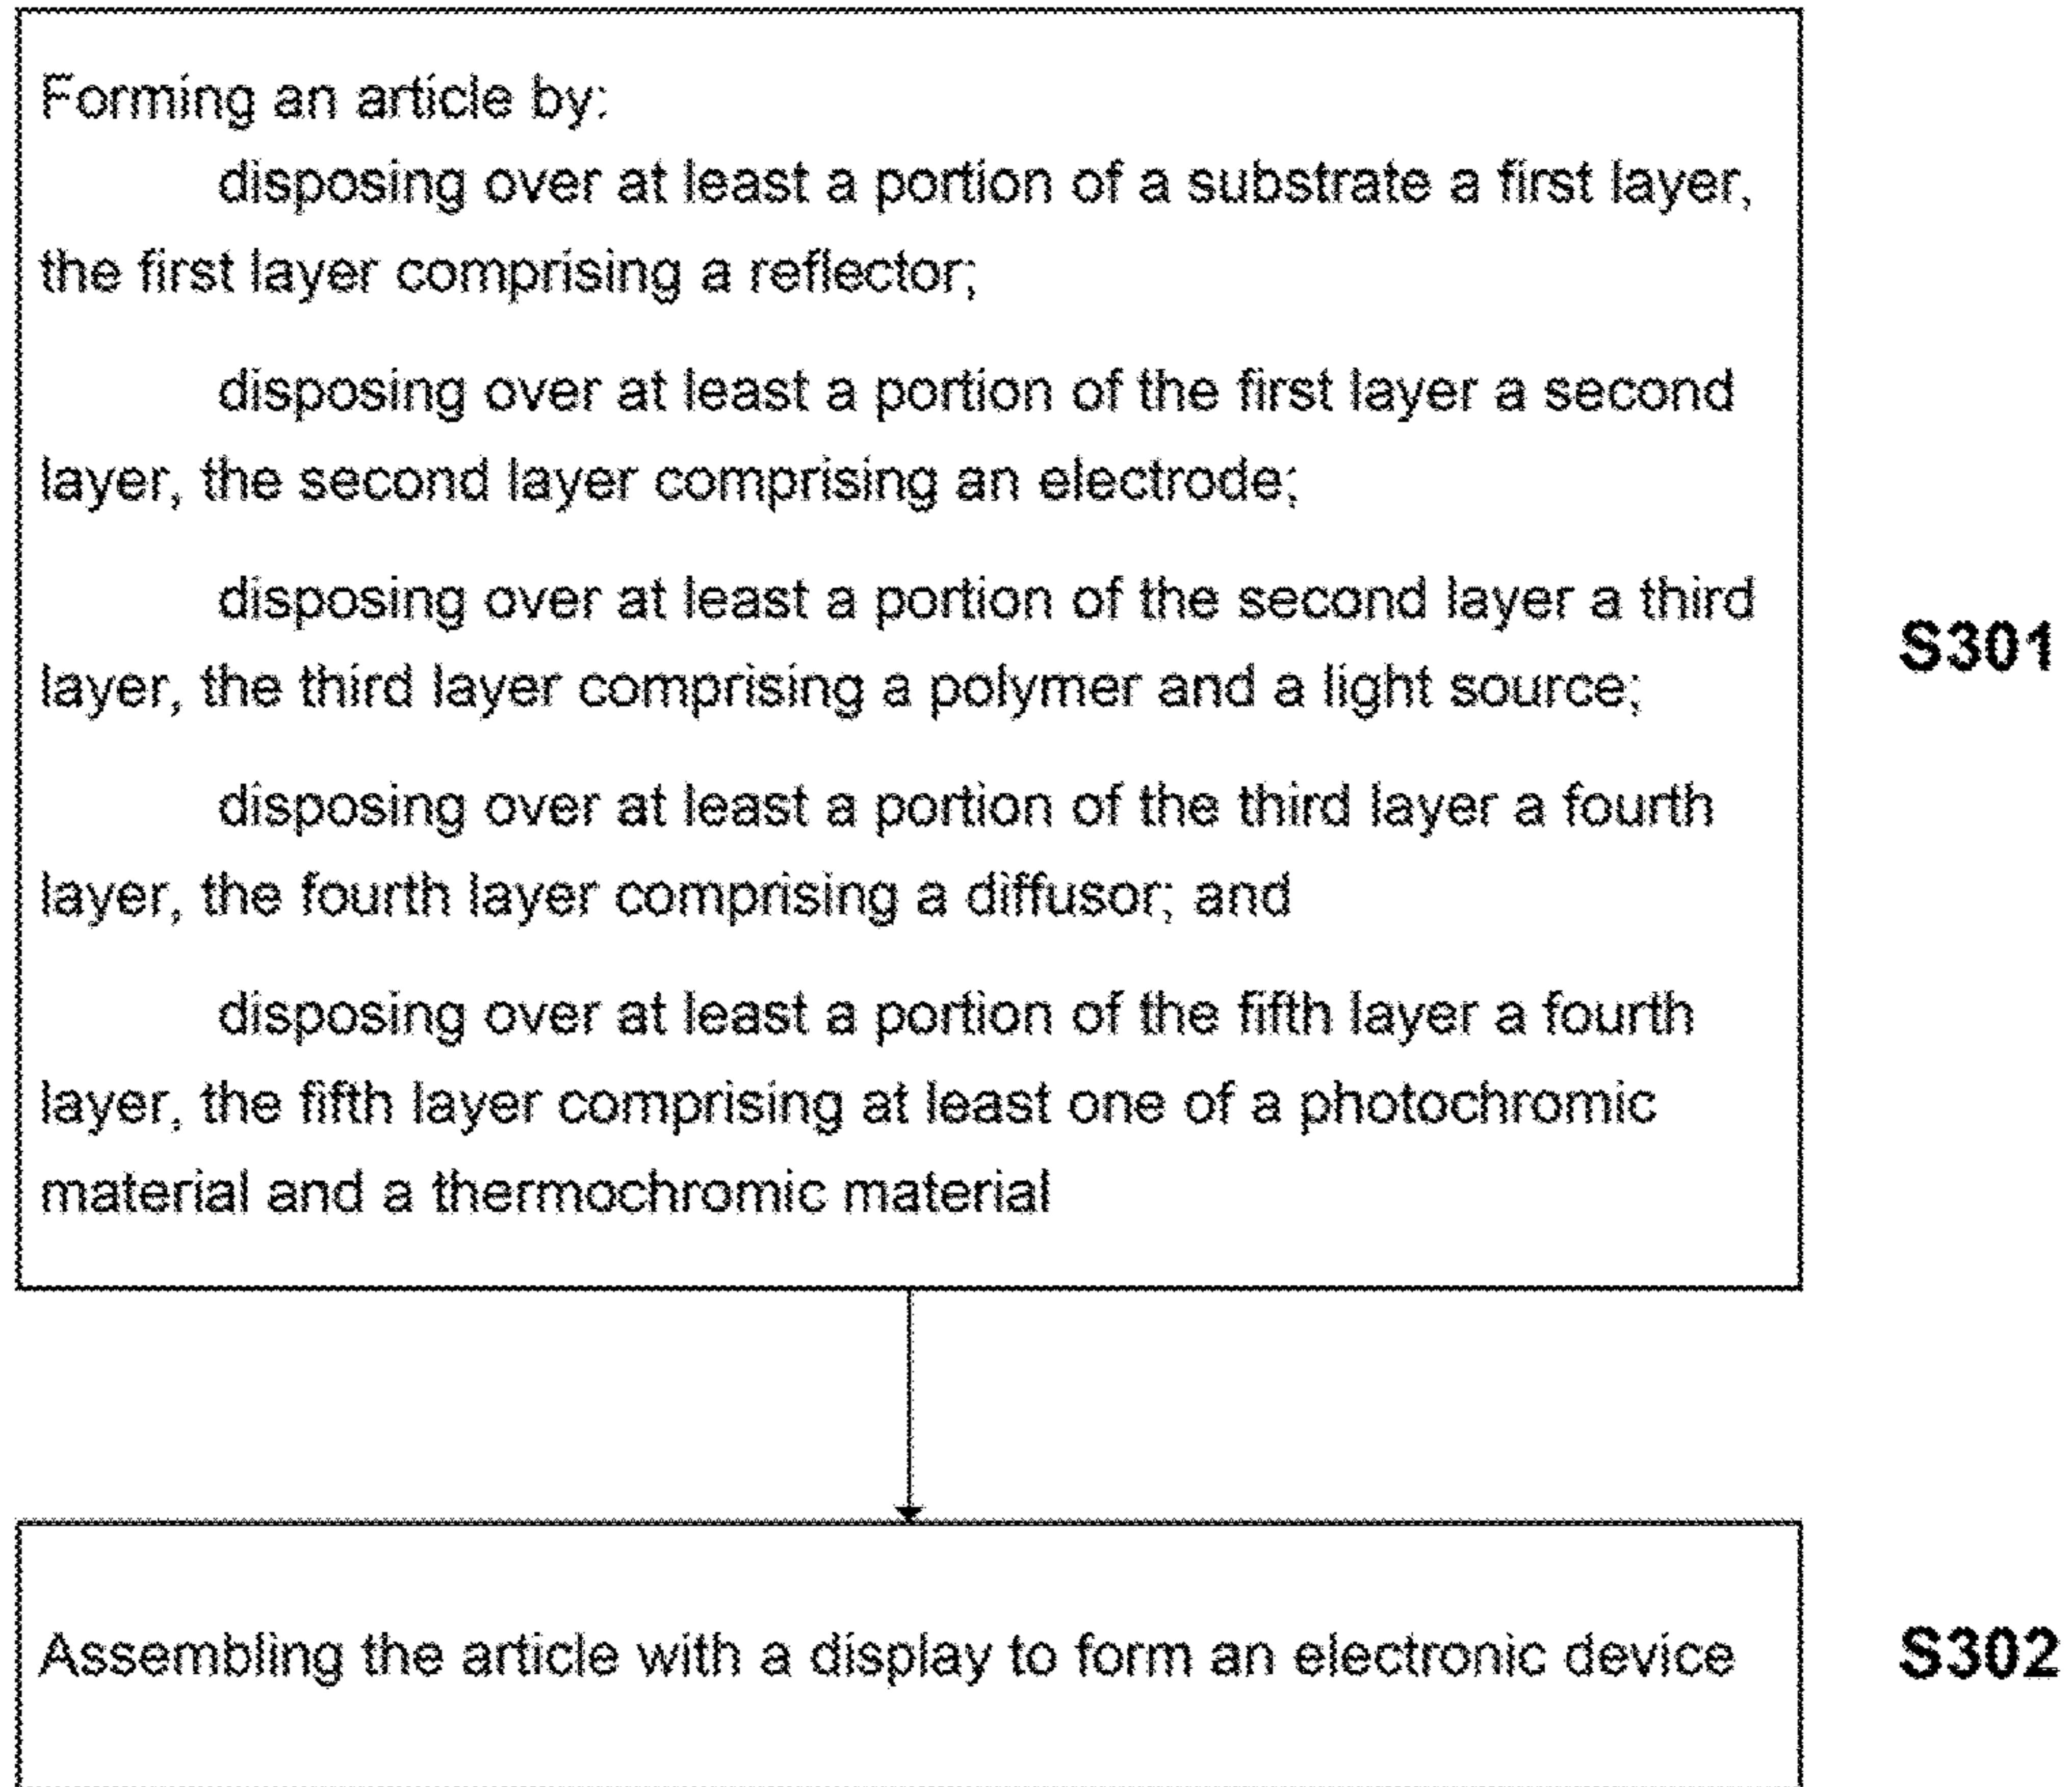 Forming an article by:
disposing over at least a portion of a substrate a first layer,
the first layer comprising a reflector;
disposing over at least a portion of the first layer a second
layer, the second layer comprising an electrode;
disposing over at least a portion of the second layer a third
layer, the third layer comprising a polymer and a light source;
S301
disposing over at least a portion of the third layer a fourth
layer, the fourth layer comprising a diffusor; and
disposing over at least a portion of the fifth layer a fourth
layer, the fifth layer comprising at least one of a photochromic
material and a thermochromic material
Assembling the article with a display to form an electronic device
S302